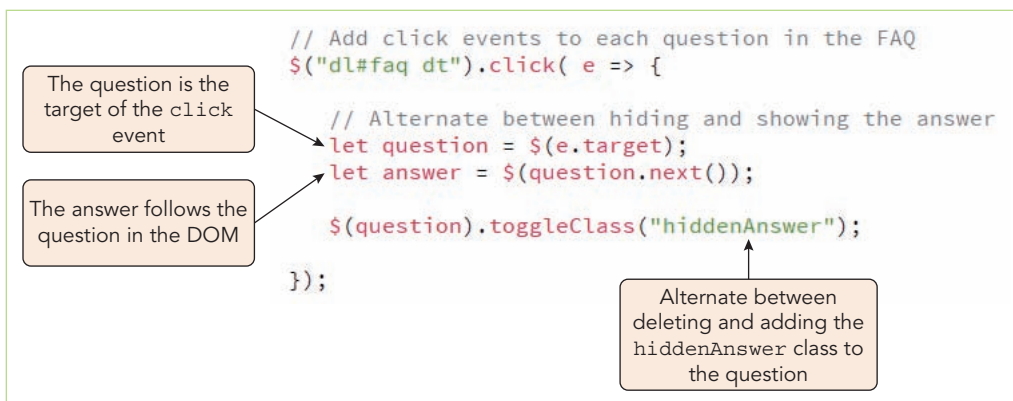 // Add click events to each question in the FAQ
$("dl#faq dt").click( e => {
The question is the
target of the click
event
// Alternate between hiding and showing the answer
let question = $(e.target);
let answer = $(question.next());
The answer follows the
question in the DOM
$(question).toggleClass("hiddenAnswer");
});
Alternate between
deleting and adding the
hiddenAnswer class to
the question